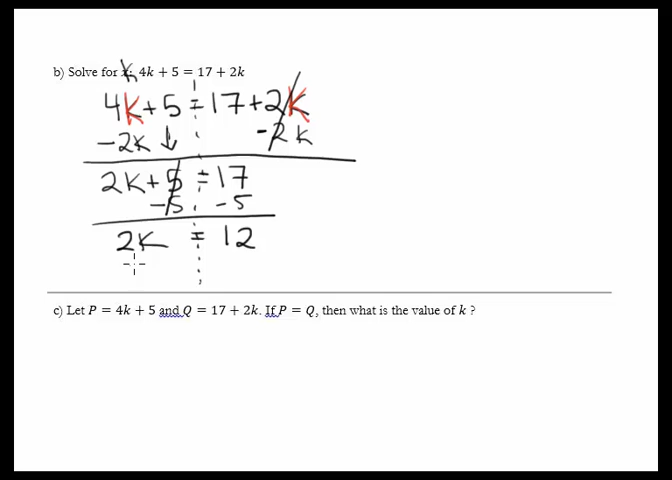 b) Solve for k: 4k + 5 = 17 + 2k
4K+5 = 17+2K
-2K ↓ -2K
2K+5 = 17
-5 -5
2K = 12
c) Let P = 4k + 5 and Q = 17 + 2k. If P = Q, then what is the value of k ?